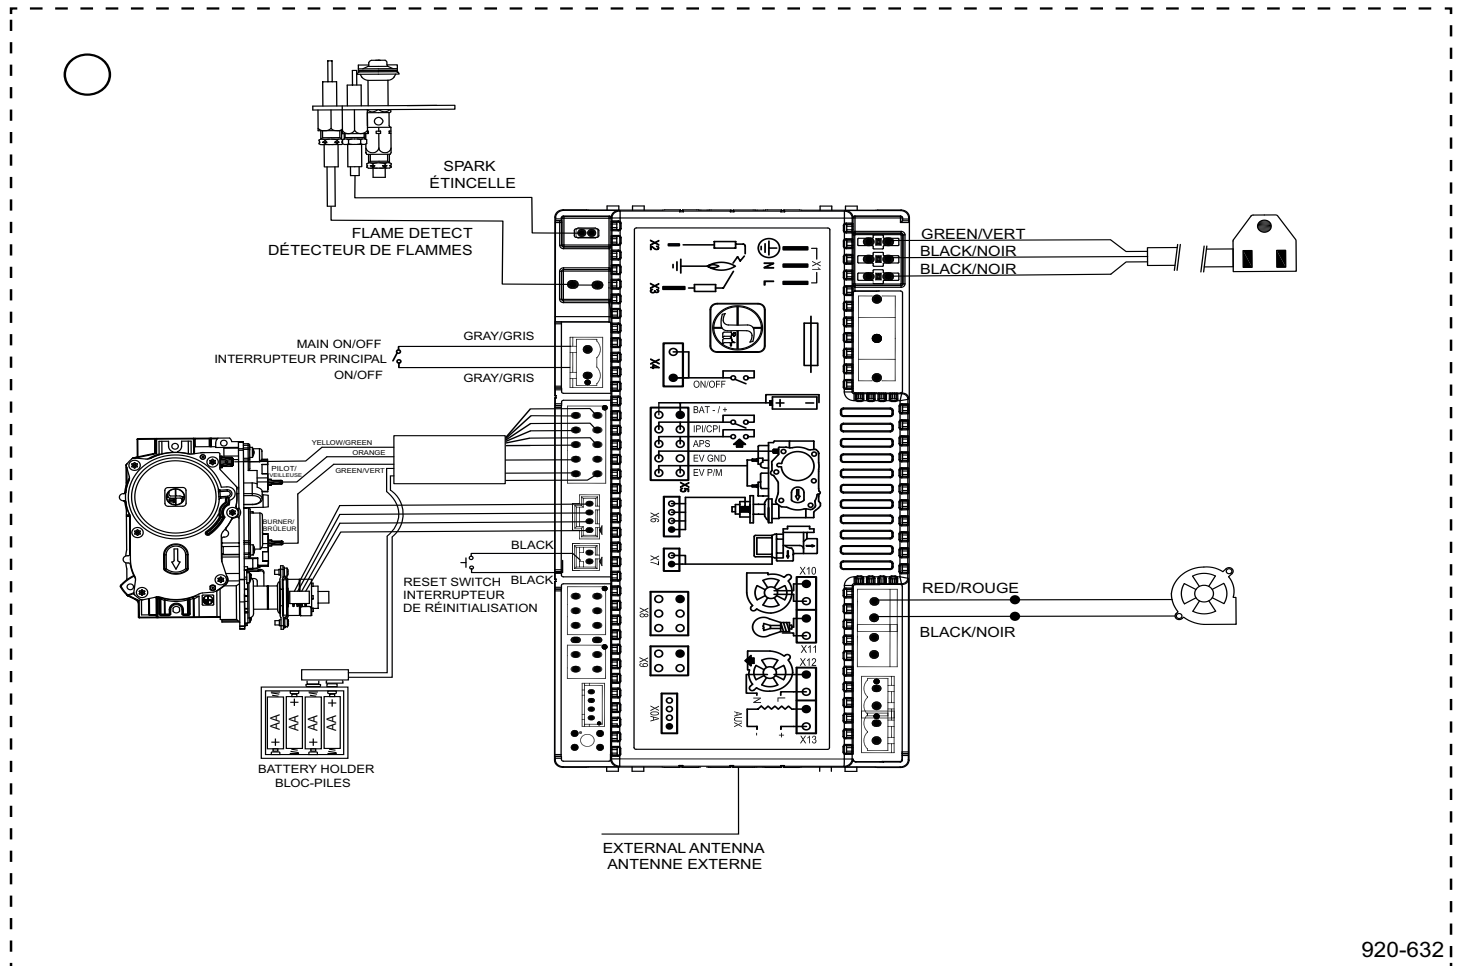 SPARK
ÉTINCELLE
FLAME DETECT
DÉTECTEUR DE FLAMMES
GREEN/VERT
BLACK/NOIR
BLACK/NOIR
X2
X3
N
L
X1
MAIN ON/OFF
INTERRUPTEUR PRINCIPAL
ON/OFF
GRAY/GRIS
GRAY/GRIS
X4
ON/OFF
BAT - / +
IPI/CPI
APS
EV GND
EV P/M
X5
+ -
YELLOW/GREEN
ORANGE
GREEN/VERT
PILOT/
VEILLEUSE
BURNER/
BRÛLEUR
X6
X7
BLACK
BLACK
RESET SWITCH
INTERRUPTEUR
DE RÉINITIALISATION
X8
X9
X0A
X10
X11
X12
N
L
AUX
-
+
X13
RED/ROUGE
BLACK/NOIR
+ AA
AA +
+ AA
AA +
BATTERY HOLDER
BLOC-PILES
EXTERNAL ANTENNA
ANTENNE EXTERNE
920-632